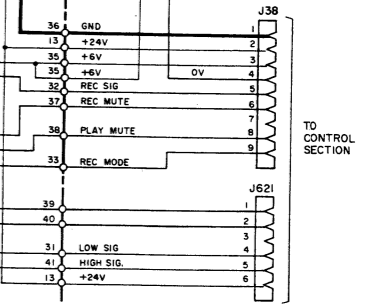 J38
36 GND 1
13 +24V 2
35 +6V 3
35 +6V 0V 4
32 REC SIG 5
37 REC MUTE 6
7
38 PLAY MUTE 8
9
33 REC MODE
TO
CONTROL
SECTION
J621
39 1
40 2
3
31 LOW SIG 4
41 HIGH SIG. 5
13 +24V 6